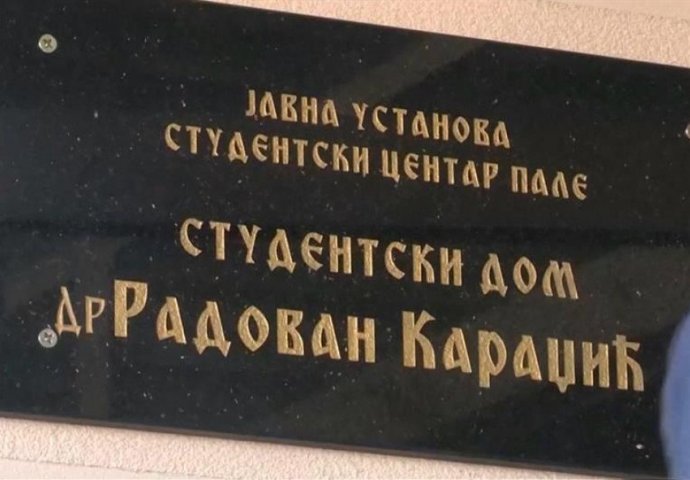 ЈАВНА УСТАНОВА
СТУДЕНТСКИ ЦЕНТАР ПАЛЕ
СТУДЕНТСКИ ДОМ
ДР РАДОВАН КАРАЏИЋ